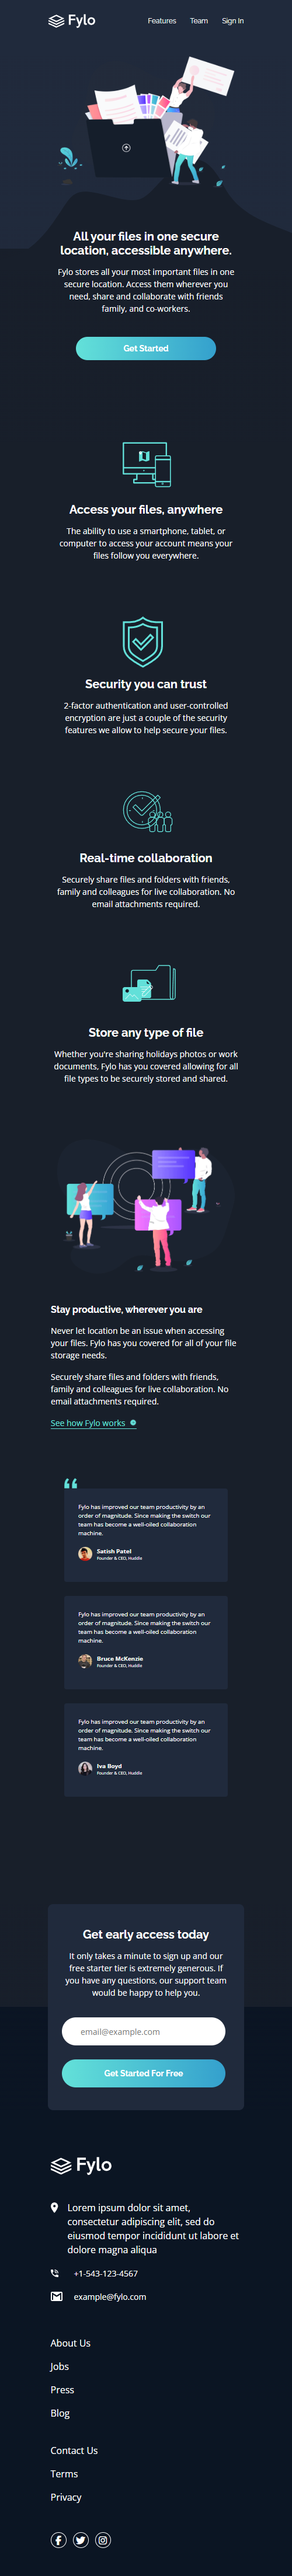 Fylo
Features Team Sign In
All your files in one secure
location, accessible anywhere.
Fylo stores all your most important files in one
secure location. Access them wherever you
need, share and collaborate with friends
family, and co-workers.
Get Started
Access your files, anywhere
The ability to use a smartphone, tablet, or
computer to access your account means your
files follow you everywhere.
Security you can trust
2-factor authentication and user-controlled
encryption are just a couple of the security
features we allow to help secure your files.
Real-time collaboration
Securely share files and folders with friends,
family and colleagues for live collaboration. No
email attachments required.
Store any type of file
Whether you're sharing holidays photos or work
documents, Fylo has you covered allowing for all
file types to be securely stored and shared.
Stay productive, wherever you are
Never let location be an issue when accessing
your files. Fylo has you covered for all of your file
storage needs.
Securely share files and folders with friends,
family and colleagues for live collaboration. No
email attachments required.
See how Fylo works
Fylo has improved our team productivity by an
order of magnitude. Since making the switch our
team has become a well-oiled collaboration
machine.
Satish Patel
Founder & CEO, Huddle
Fylo has improved our team productivity by an
order of magnitude. Since making the switch our
team has become a well-oiled collaboration
machine.
Bruce McKenzie
Founder & CEO, Huddle
Fylo has improved our team productivity by an
order of magnitude. Since making the switch our
team has become a well-oiled collaboration
machine.
Iva Boyd
Founder & CEO, Huddle
Get early access today
It only takes a minute to sign up and our
free starter tier is extremely generous. If
you have any questions, our support team
would be happy to help you.
email@example.com
Get Started For Free
Fylo
Lorem ipsum dolor sit amet,
consectetur adipiscing elit, sed do
eiusmod tempor incididunt ut labore et
dolore magna aliqua
+1-543-123-4567
example@fylo.com
About Us
Jobs
Press
Blog
Contact Us
Terms
Privacy